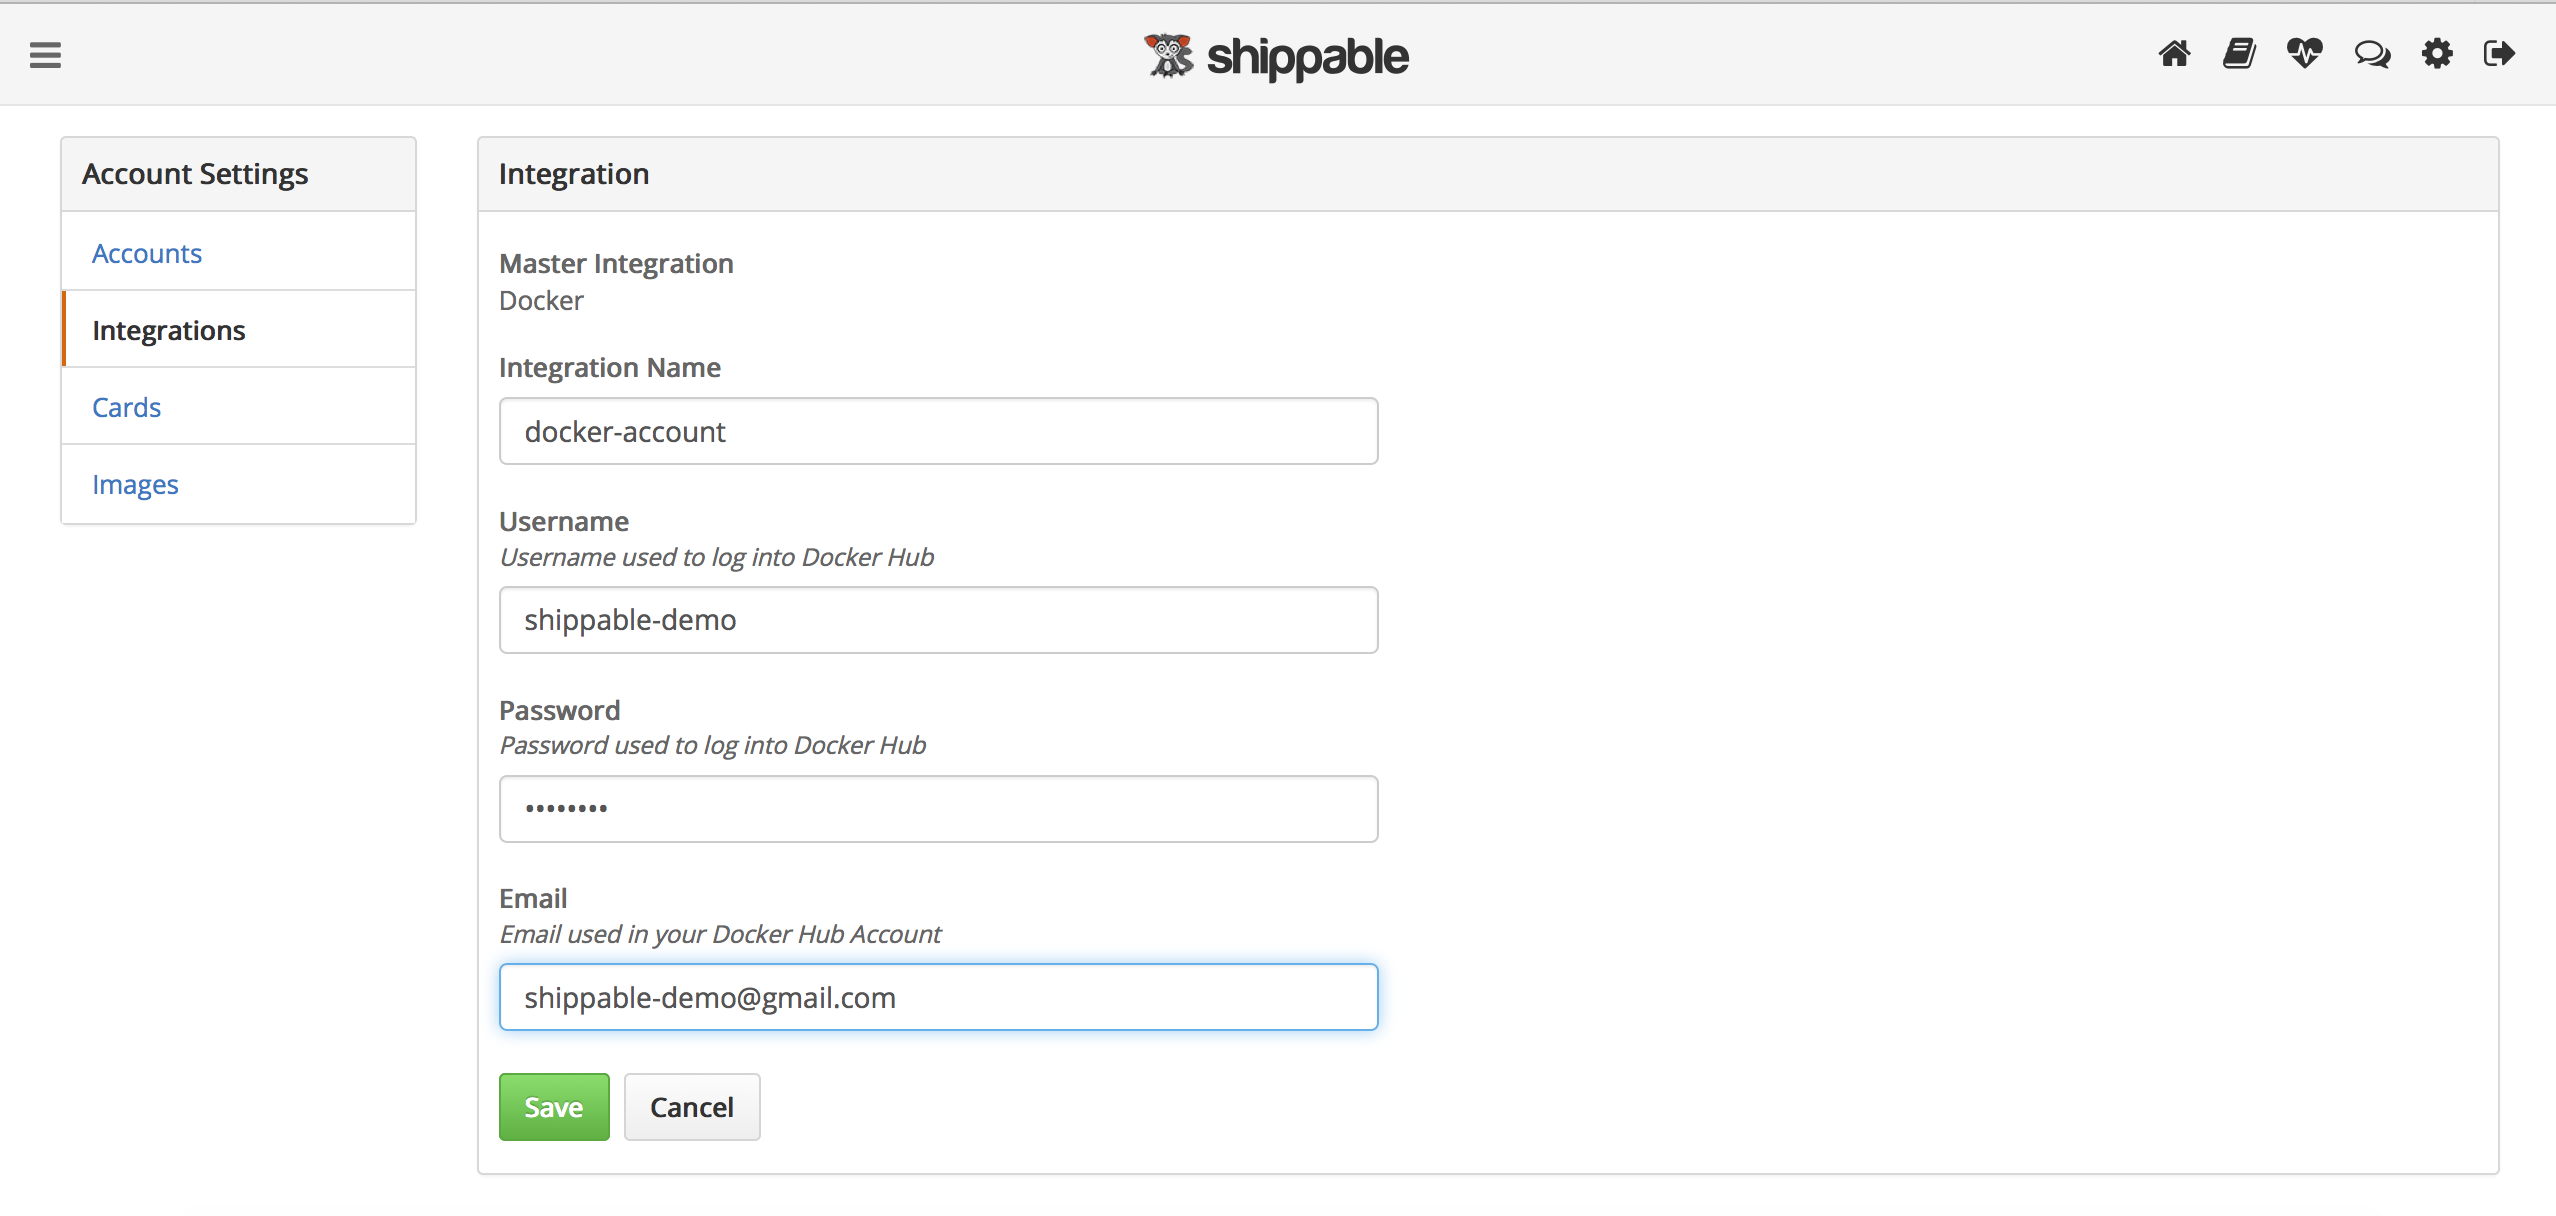 shippable
Account Settings
Accounts
Integrations
Cards
Images
Integration
Master Integration
Docker
Integration Name
docker-account
Username
Username used to log into Docker Hub
shippable-demo
Password
Password used to log into Docker Hub
••••••••
Email
Email used in your Docker Hub Account
shippable-demo@gmail.com
Save
Cancel